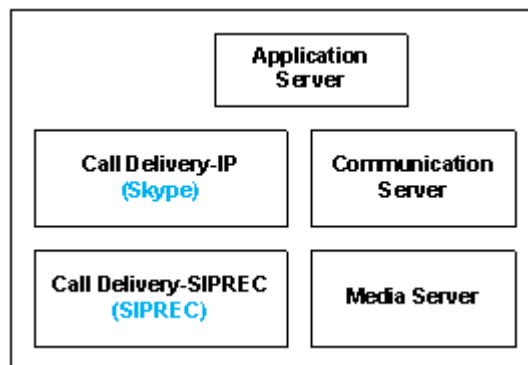 Application
Server
Call Delivery-IP
(Skype)
Communication
Server
Call Delivery-SIPREC
(SIPREC)
Media Server